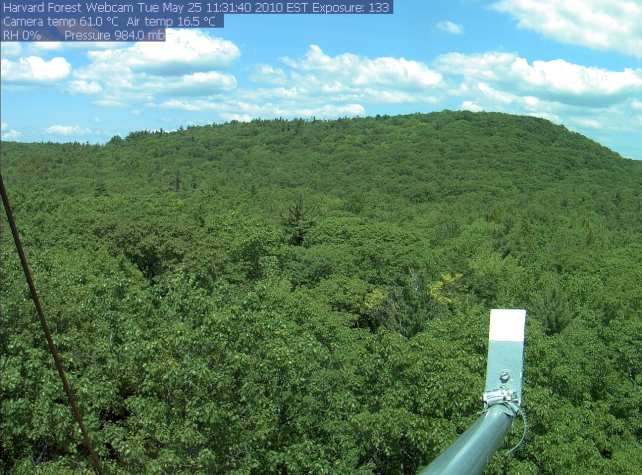 Harvard Forest Webcam Tue May 25 11:31:40 2010 EST Exposure: 133
Camera temp 61.0 °C Air temp 16.5 °C
RH 0% Pressure 984.0 mb